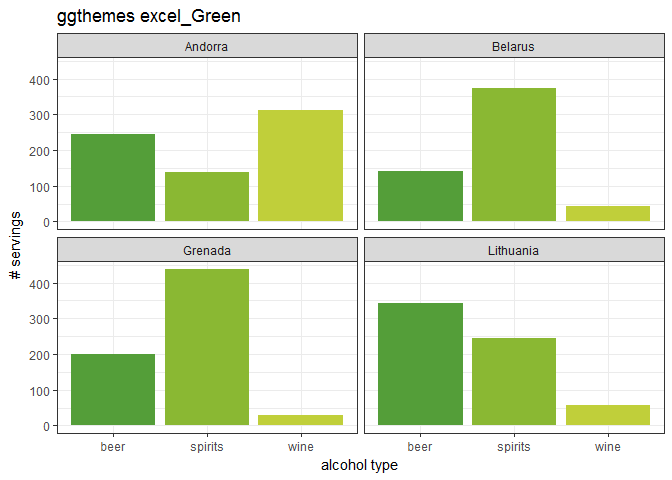 ggthemes excel_Green
Andorra
Belarus
400
300
200
100
0
Grenada
Lithuania
400
300
200
100
0
# servings
beer
spirits
wine
beer
spirits
wine
alcohol type